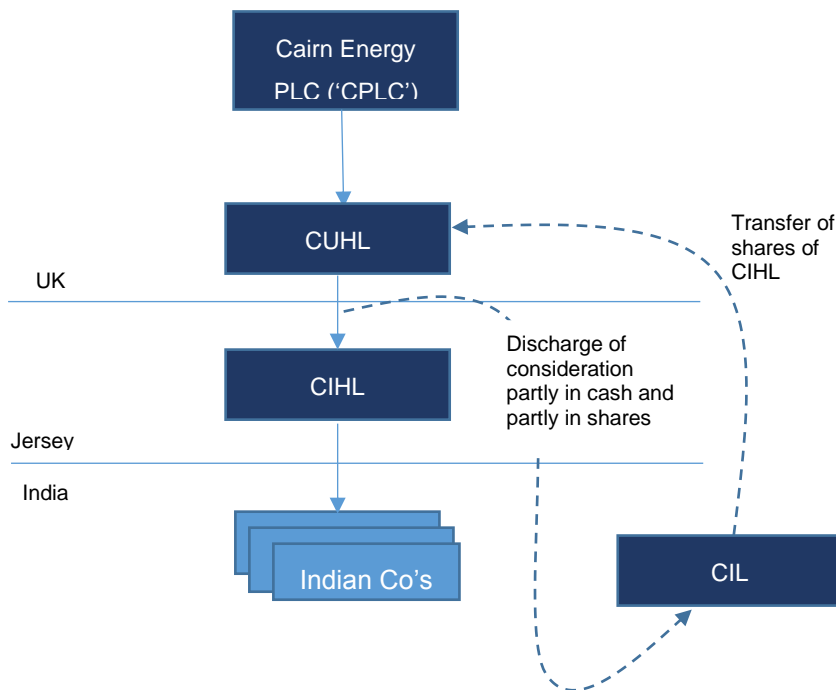 Cairn Energy
PLC (‘CPLC’)
CUHL
Transfer of
shares of
CIHL
UK
Discharge of
consideration
partly in cash and
partly in shares
CIHL
Jersey
India
Indian Co’s
CIL